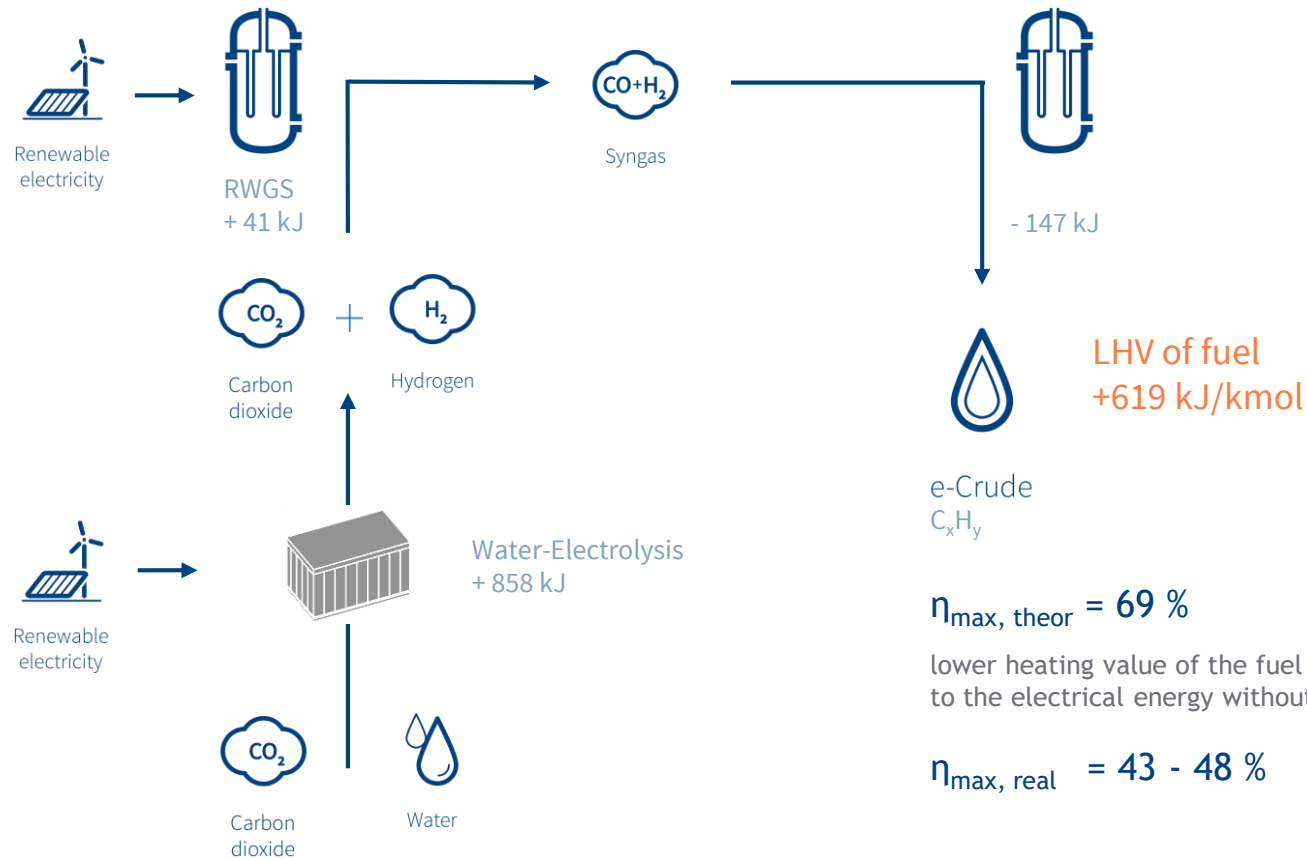 Renewable
electricity
RWGS
+ 41 kJ
CO+H₂
Syngas
- 147 kJ
CO₂
+
H₂
Carbon
dioxide
Hydrogen
LHV of fuel
+619 kJ/kmol
e-Crude
CₓHᵧ
Renewable
electricity
Water-Electrolysis
+ 858 kJ
ηmax, theor = 69 %
lower heating value of the fuel
to the electrical energy without
ηmax, real = 43 - 48 %
CO₂
Carbon
dioxide
Water